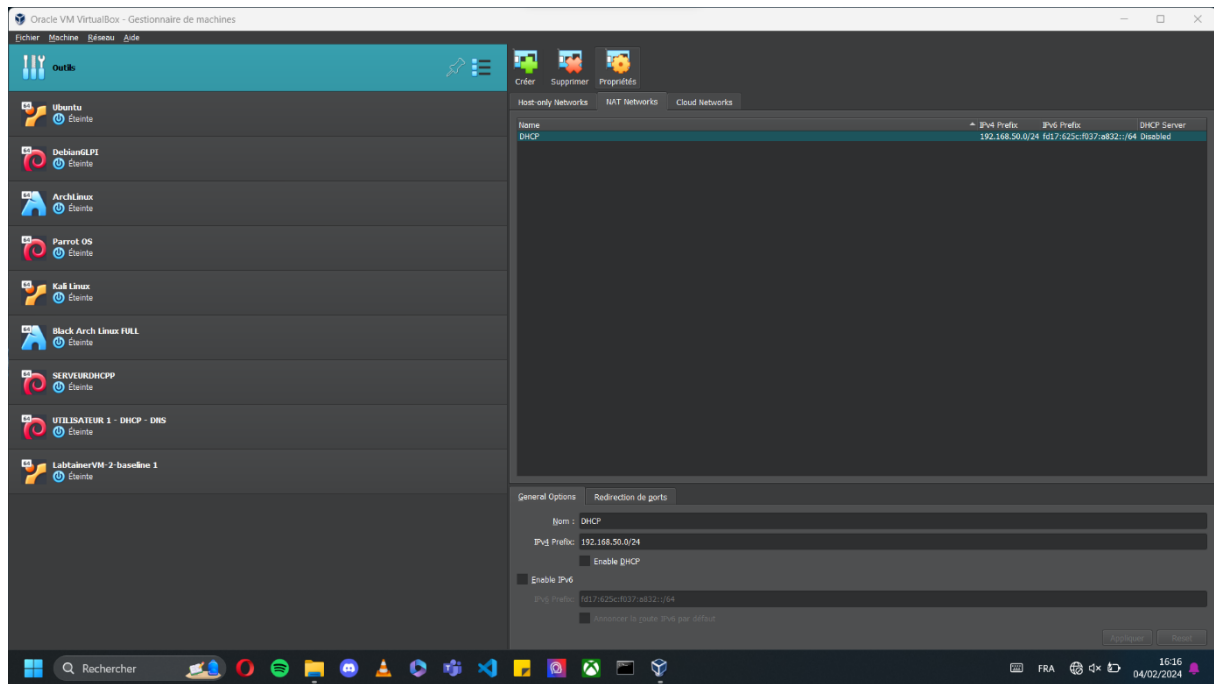 Oracle VM VirtualBox - Gestionnaire de machines
Fichier Machine Réseau Aide
Outils
Ubuntu
Éteinte
DebianGLPI
Éteinte
ArchLinux
Éteinte
Parrot OS
Éteinte
Kali Linux
Éteinte
Black Arch Linux FULL
Éteinte
SERVEURDHCPP
Éteinte
UTILISATEUR 1 - DHCP - DNS
Éteinte
LabtainerVM-2-baseline 1
Éteinte
Créer Supprimer Propriétés
Host-only Networks NAT Networks Cloud Networks
Name IPv4 Prefix IPv6 Prefix DHCP Server
DHCP 192.168.50.0/24 fd17:625c:f037:a832::/64 Disabled
General Options Redirection de ports
Nom : DHCP
IPv4 Prefix: 192.168.50.0/24
Enable DHCP
Enable IPv6
IPv6 Prefix: fd17:625c:f037:a832::/64
Annoncer la route IPv6 par défaut
Appliquer Reset
Rechercher
FRA
16:16
04/02/2024